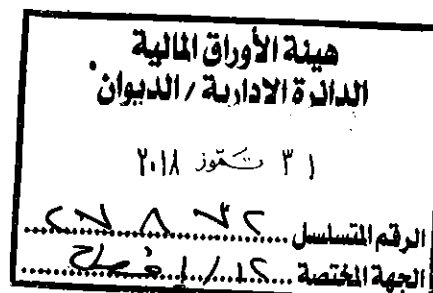 هيئة الأوراق المالية
الدائرة الادارية / الديوان
٣١ تموز ٢٠١٨
الرقم المتسلسل
الجهة المختصة